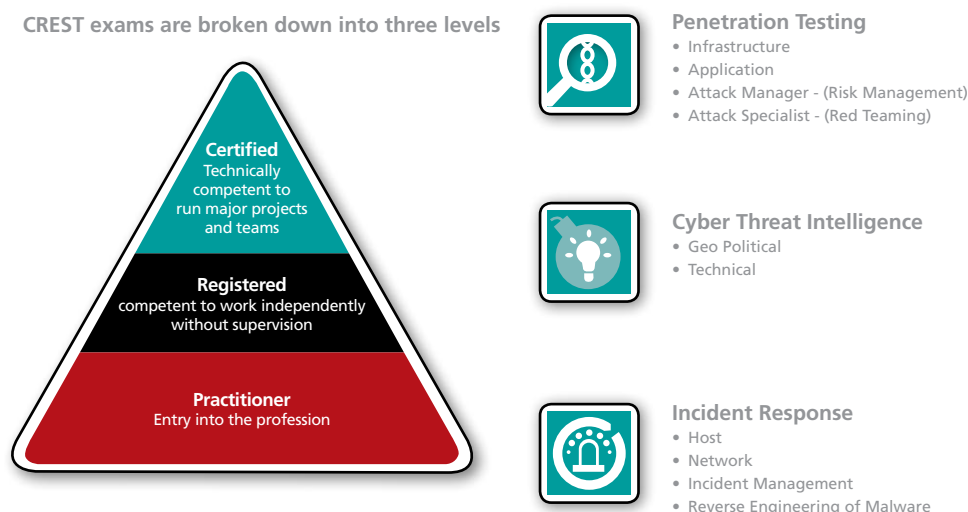 CREST exams are broken down into three levels
Certified
Technically
competent to
run major projects
and teams
Registered
competent to work independently
without supervision
Practitioner
Entry into the profession
Penetration Testing
• Infrastructure
• Application
• Attack Manager - (Risk Management)
• Attack Specialist - (Red Teaming)
Cyber Threat Intelligence
• Geo Political
• Technical
Incident Response
• Host
• Network
• Incident Management
• Reverse Engineering of Malware